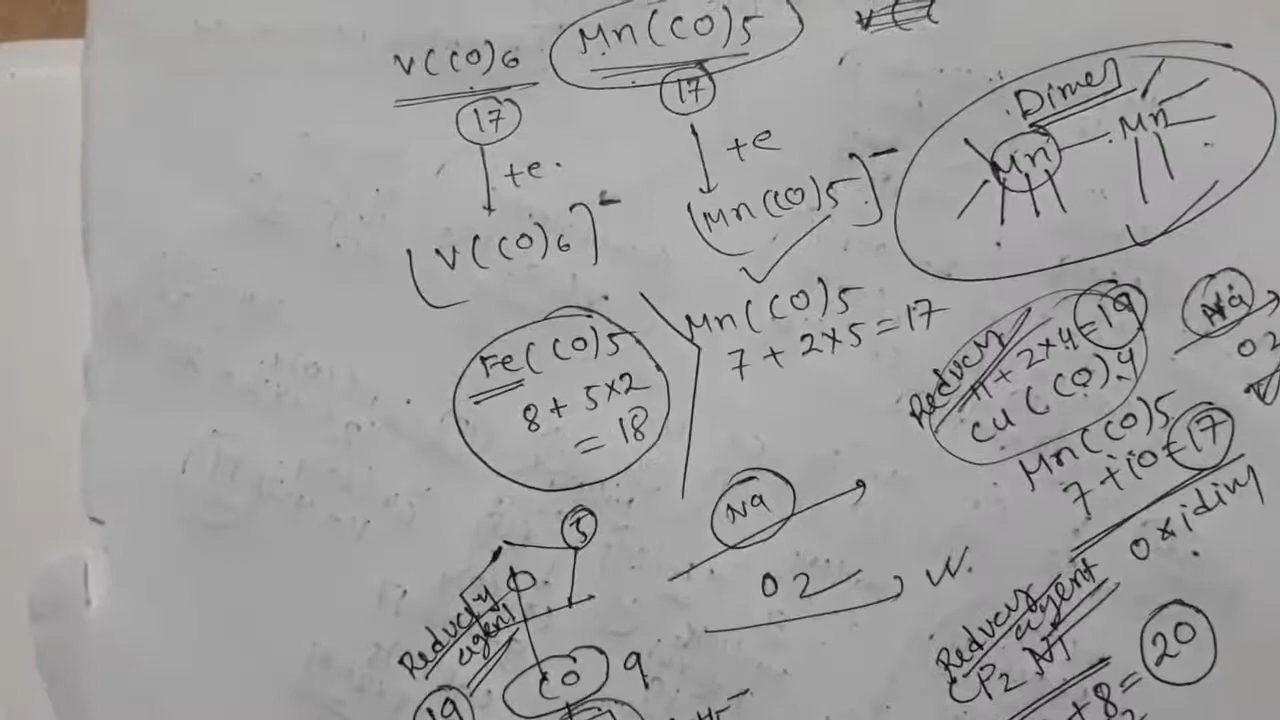 V(CO)6
Mn(CO)5
17
17
+e.
+e
[V(CO)6]-
[Mn(CO)5]-
Dimer
Mn - Mn
Fe(CO)5
8 + 5×2
= 18
Mn(CO)5
7 + 2×5 = 17
Reducing
11 + 2×4 = 19
Cu(CO)4
Na
O2
Mn(CO)5
7 + 10 = 17
oxidiny
Na
O2
5
Reducing agent
19
CO 9
Reducing agent
CP2 Ni
+8 = 20